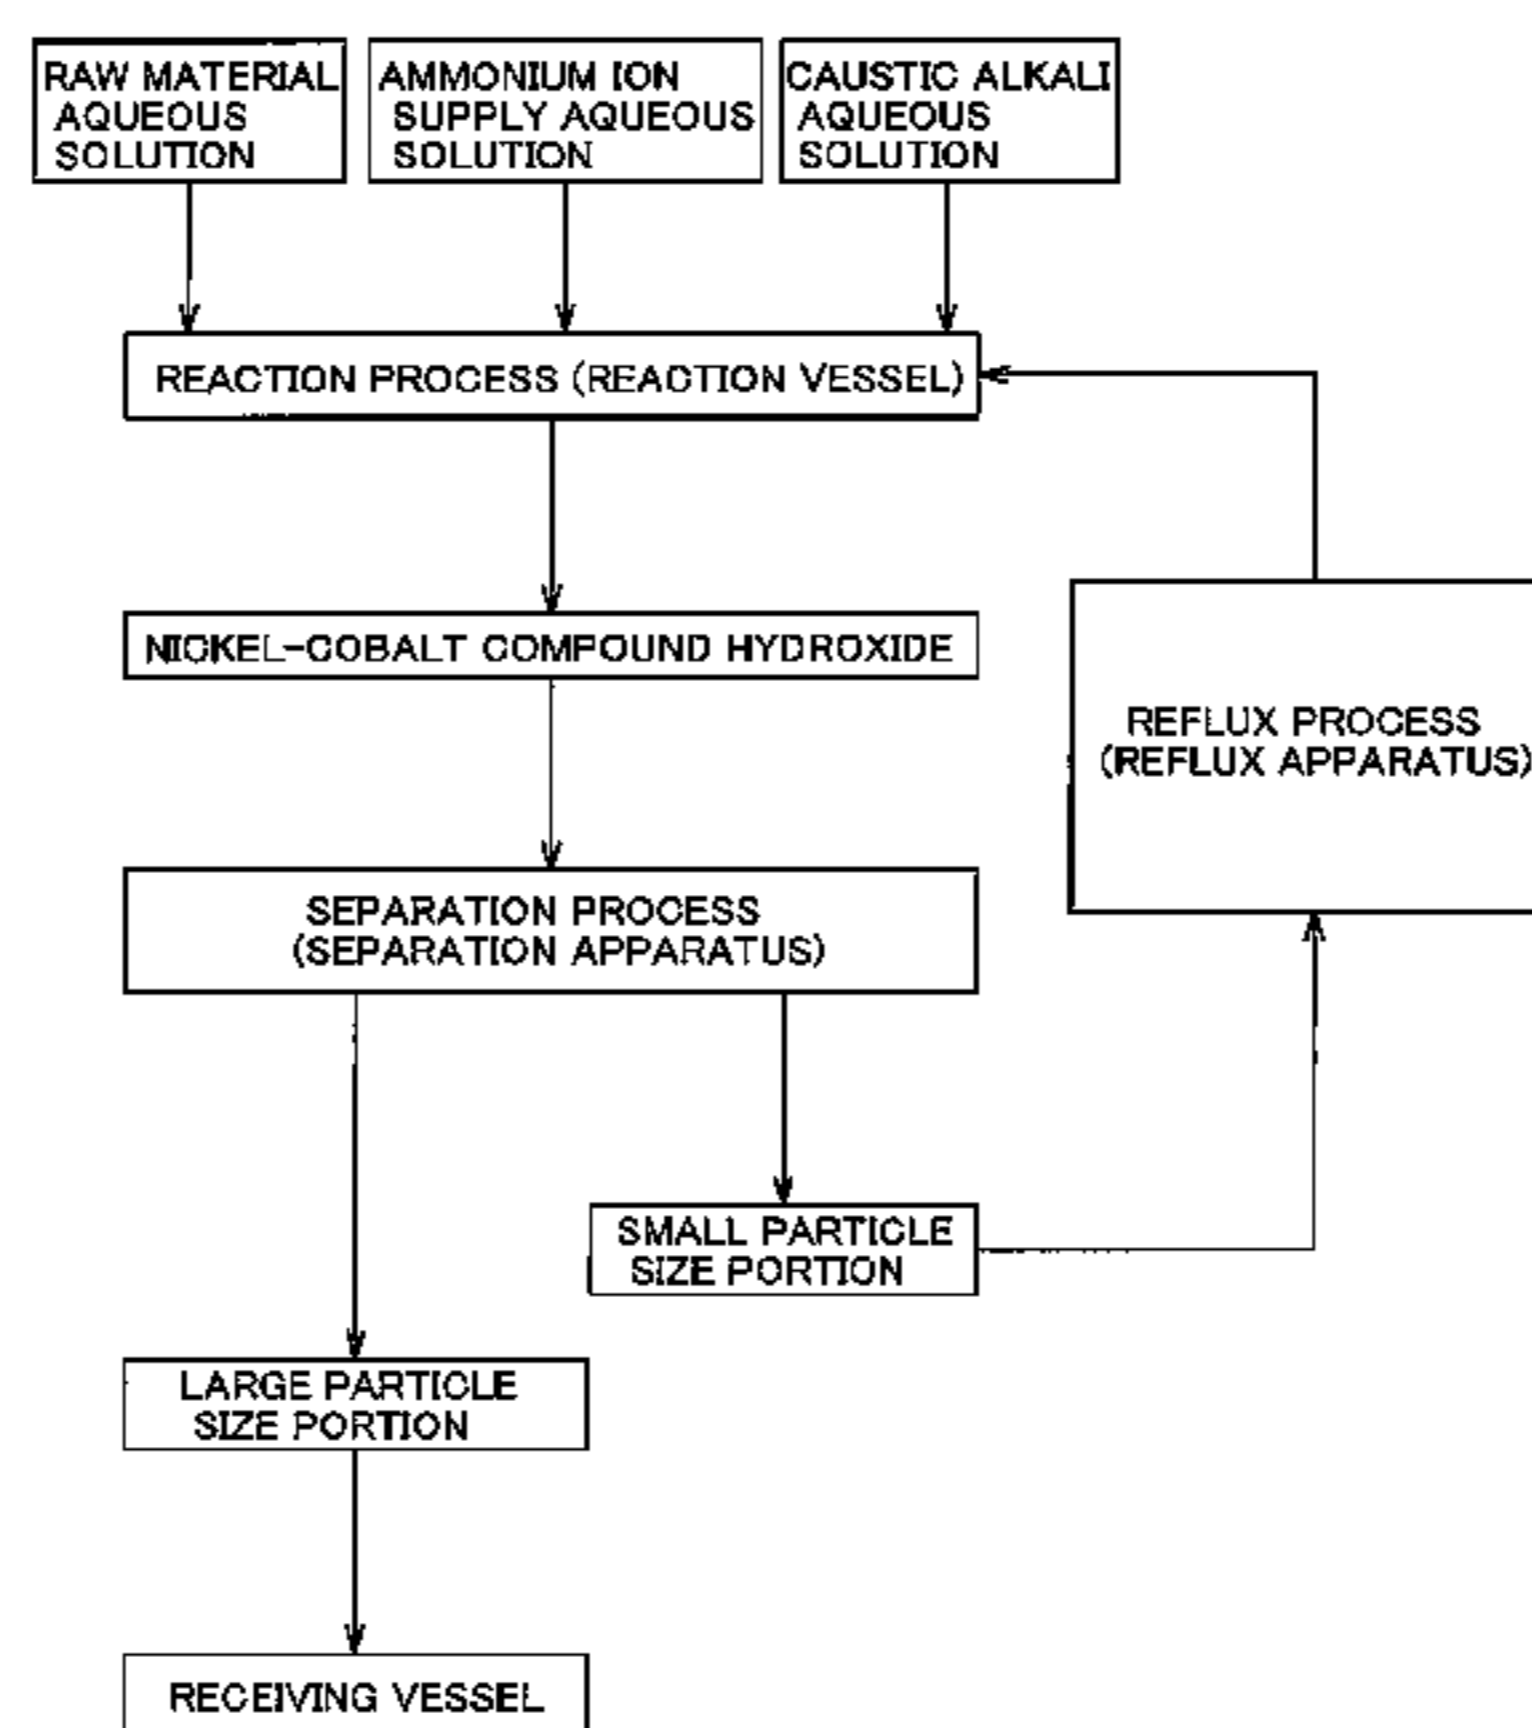 RAW MATERIAL
AQUEOUS
SOLUTION
AMMONIUM ION
SUPPLY AQUEOUS
SOLUTION
CAUSTIC ALKALI
AQUEOUS
SOLUTION
REACTION PROCESS (REACTION VESSEL)
NICKEL-COBALT COMPOUND HYDROXIDE
REFLUX PROCESS
(REFLUX APPARATUS)
SEPARATION PROCESS
(SEPARATION APPARATUS)
SMALL PARTICLE
SIZE PORTION
LARGE PARTICLE
SIZE PORTION
RECEIVING VESSEL